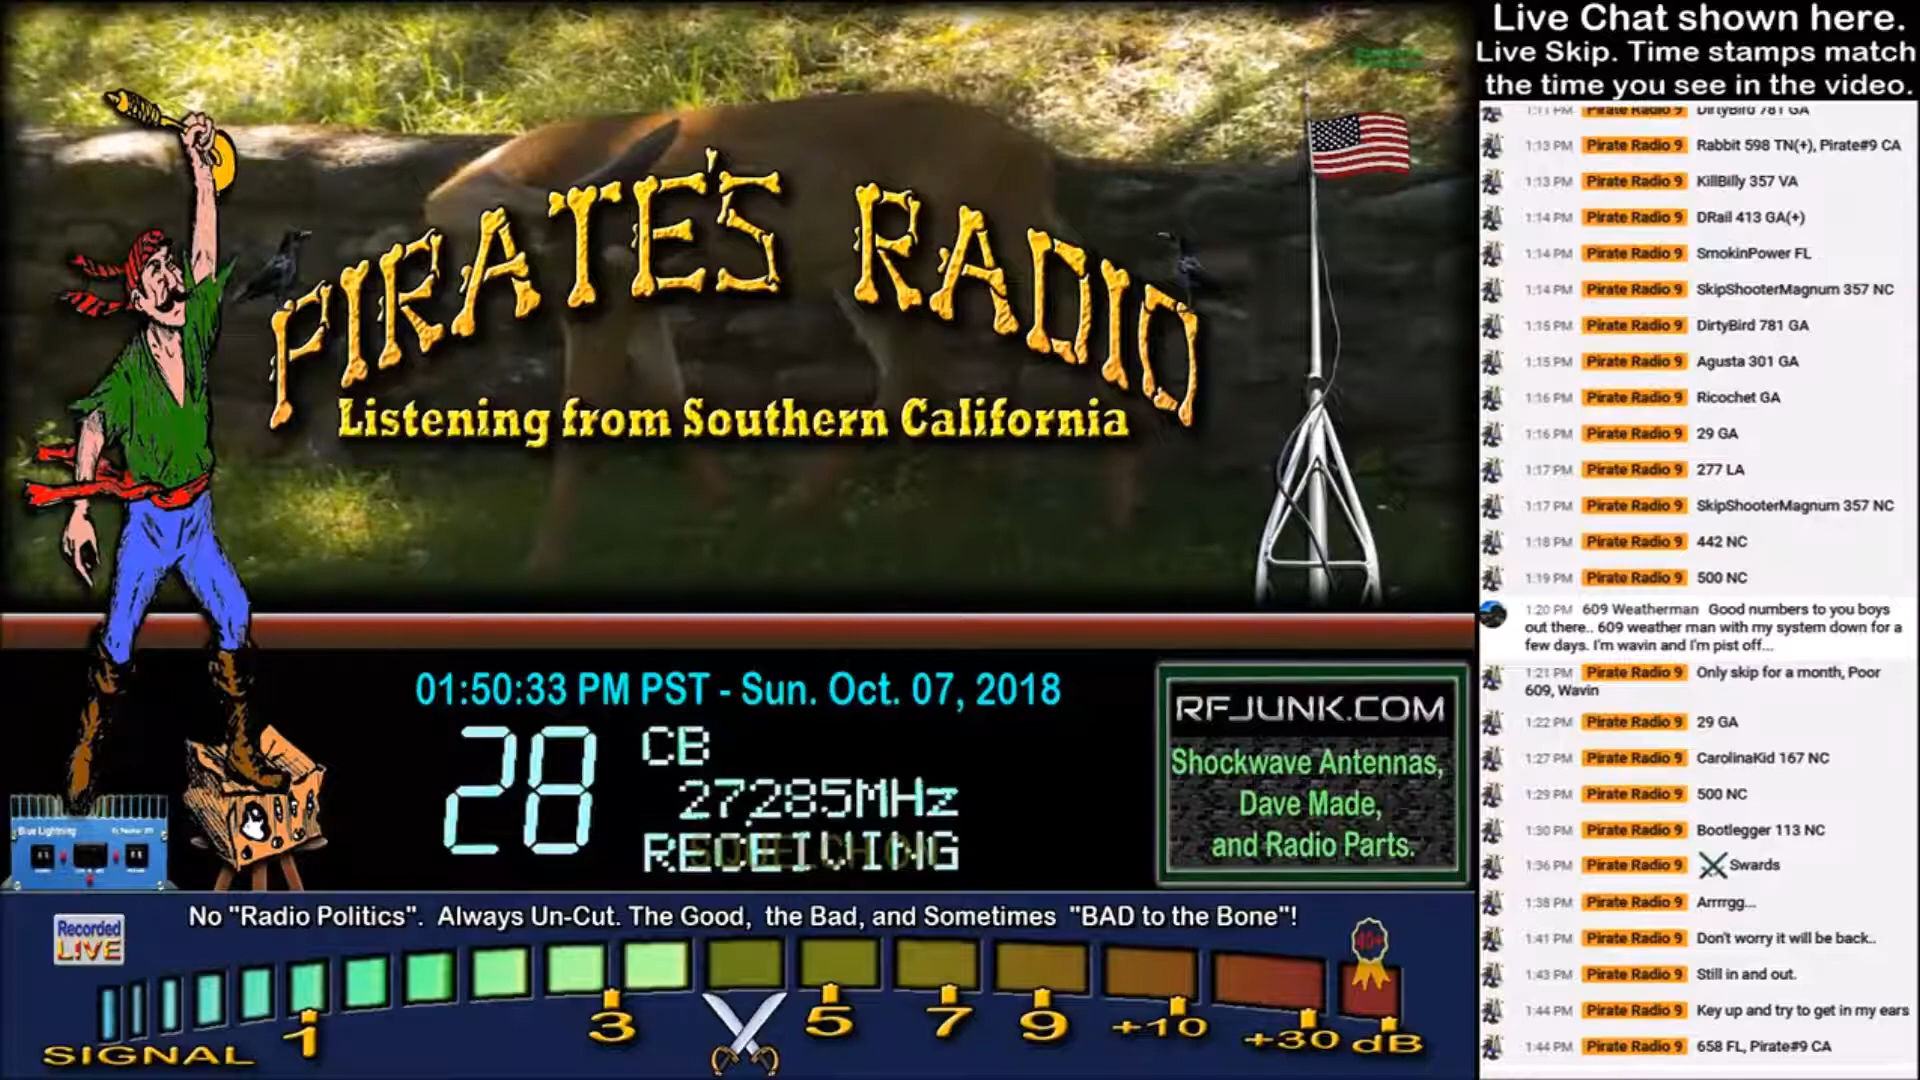 Live Chat shown here.
Live Skip. Time stamps match
the time you see in the video.
PIRATE'S RADIO
Listening from Southern California
1:11 PM Pirate Radio 9 DirtyBird 781 GA
1:13 PM Pirate Radio 9 Rabbit 598 TN(+), Pirate#9 CA
1:13 PM Pirate Radio 9 KillBilly 357 VA
1:14 PM Pirate Radio 9 DRail 413 GA(+)
1:14 PM Pirate Radio 9 SmokinPower FL
1:14 PM Pirate Radio 9 SkipShooterMagnum 357 NC
1:15 PM Pirate Radio 9 DirtyBird 781 GA
1:15 PM Pirate Radio 9 Agusta 301 GA
1:16 PM Pirate Radio 9 Ricochet GA
1:16 PM Pirate Radio 9 29 GA
1:17 PM Pirate Radio 9 277 LA
1:17 PM Pirate Radio 9 SkipShooterMagnum 357 NC
1:18 PM Pirate Radio 9 442 NC
1:19 PM Pirate Radio 9 500 NC
1:20 PM 609 Weatherman Good numbers to you boys
out there.. 609 weather man with my system down for a
few days. I'm wavin and I'm pist off...
1:21 PM Pirate Radio 9 Only skip for a month, Poor
609, Wavin
1:22 PM Pirate Radio 9 29 GA
1:27 PM Pirate Radio 9 CarolinaKid 167 NC
1:29 PM Pirate Radio 9 500 NC
1:30 PM Pirate Radio 9 Bootlegger 113 NC
1:36 PM Pirate Radio 9 Swards
1:38 PM Pirate Radio 9 Arrrrgg...
1:41 PM Pirate Radio 9 Don't worry it will be back..
1:43 PM Pirate Radio 9 Still in and out.
1:44 PM Pirate Radio 9 Key up and try to get in my ears
1:44 PM Pirate Radio 9 658 FL, Pirate#9 CA
01:50:33 PM PST - Sun. Oct. 07, 2018
28
CB
27.285MHz
RECEIVING
RFJUNK.COM
Shockwave Antennas,
Dave Made,
and Radio Parts.
Blue Lightning
No "Radio Politics". Always Un-Cut. The Good, the Bad, and Sometimes "BAD to the Bone"!
Recorded
LIVE
SIGNAL 1 3 5 7 9 +10 +30 dB